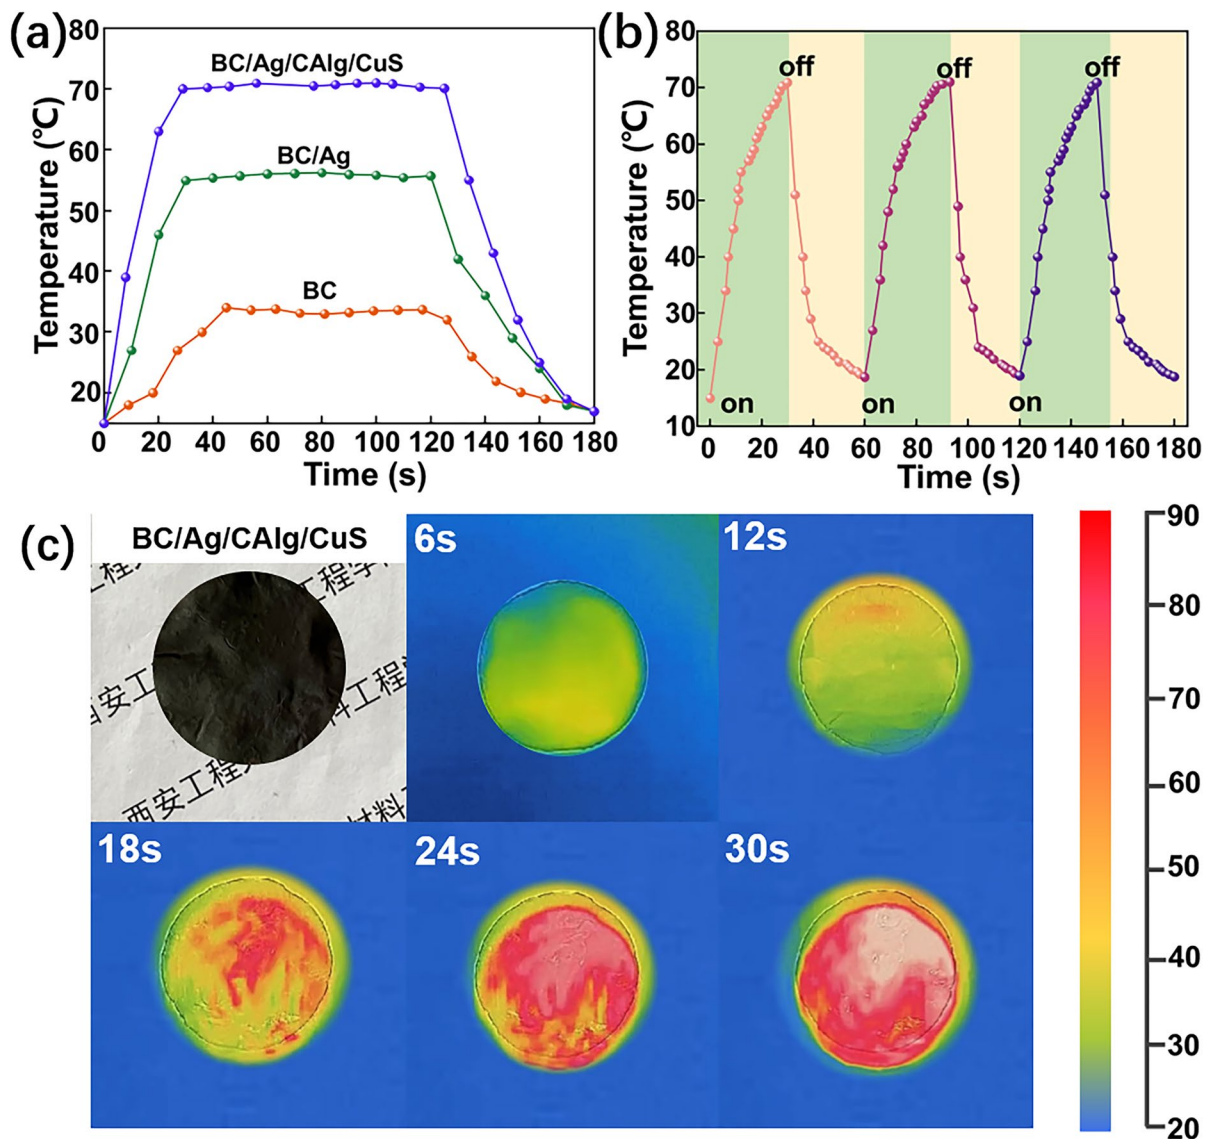 (a)
80
70
60
50
40
30
20
Temperature (°C)
BC/Ag/CAlg/CuS
BC/Ag
BC
0 20 40 60 80 100 120 140 160 180
Time (s)
(b)
80
70
60
50
40
30
20
10
Temperature (°C)
off off off
on on on
0 20 40 60 80 100 120 140 160 180
Time (s)
(c)
BC/Ag/CAlg/CuS
工程
工程学
西安工
料工程
西安工程
材料
6s
12s
18s
24s
30s
90
80
70
60
50
40
30
20